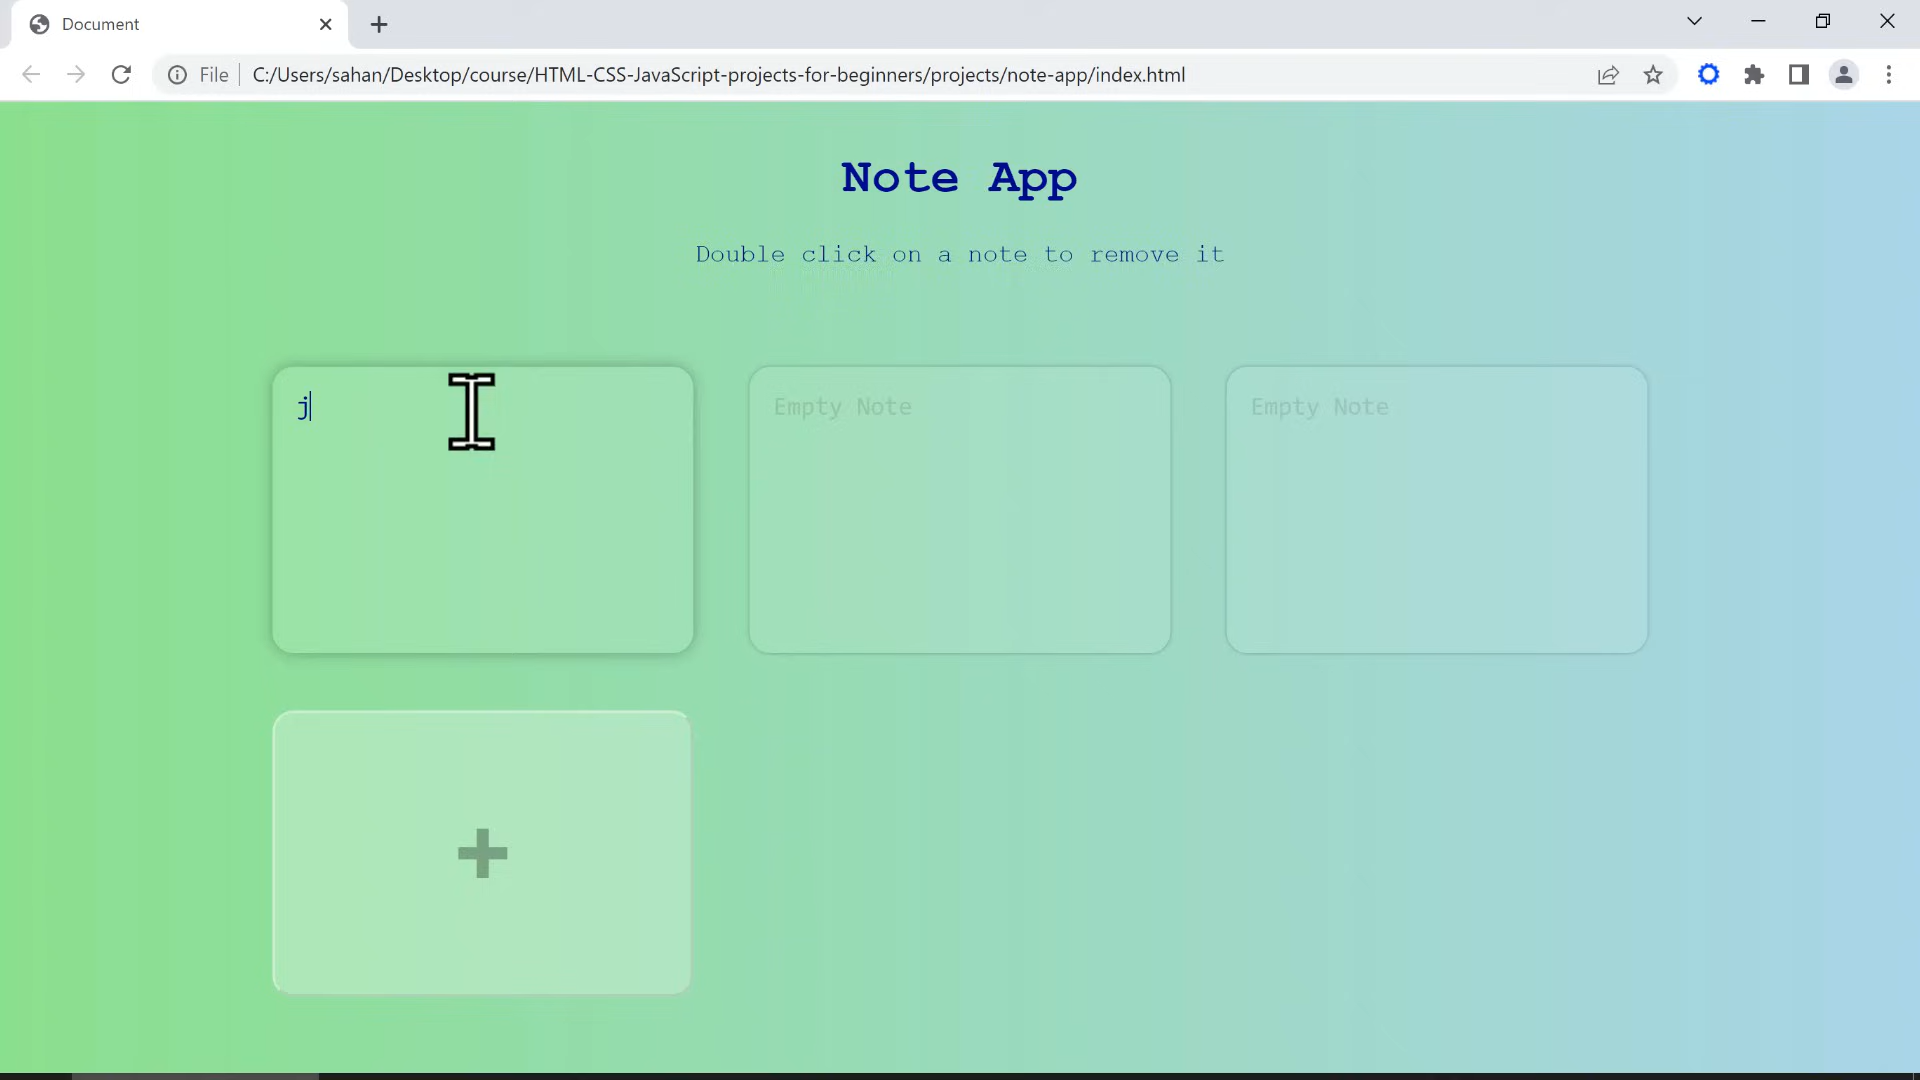 Document
File
C:/Users/sahan/Desktop/course/HTML-CSS-JavaScript-projects-for-beginners/projects/note-app/index.html
Note App
Double click on a note to remove it
j
Empty Note
Empty Note
+